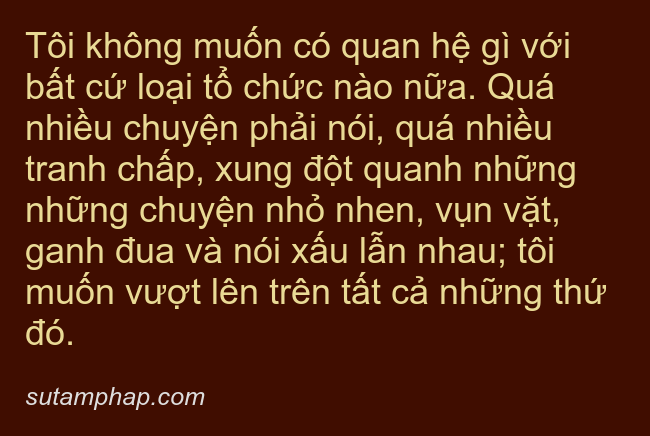 Tôi không muốn có quan hệ gì với
bất cứ loại tổ chức nào nữa. Quá
nhiều chuyện phải nói, quá nhiều
tranh chấp, xung đột quanh những
những chuyện nhỏ nhen, vụn vặt,
ganh đua và nói xấu lẫn nhau; tôi
muốn vượt lên trên tất cả những thứ
đó.
sutamphap.com